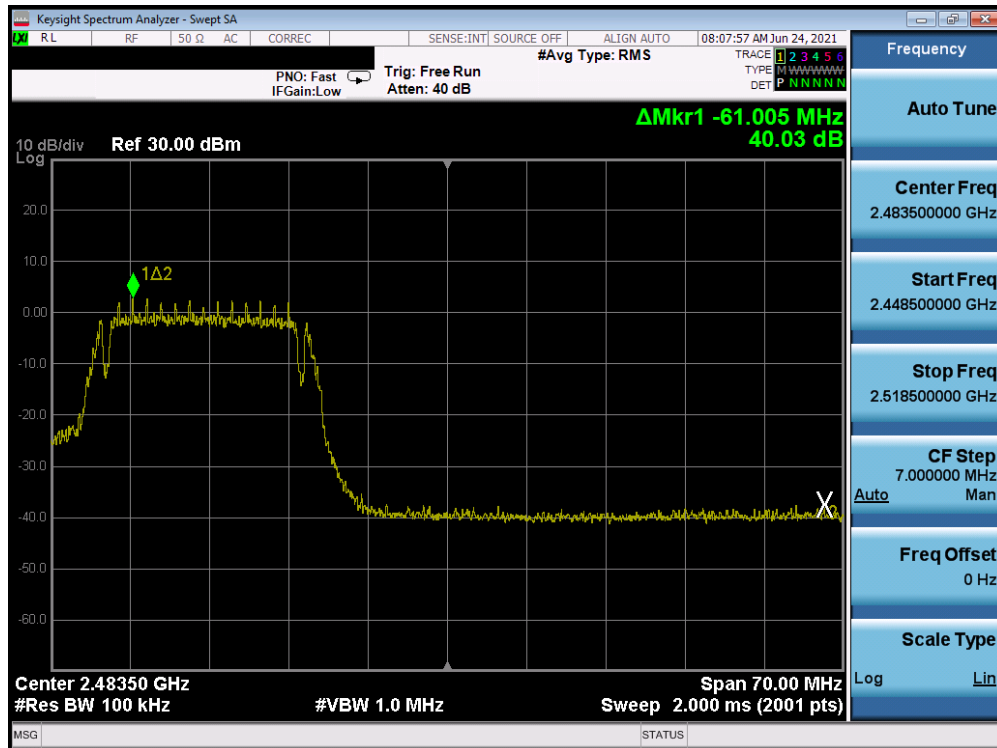 Keysight Spectrum Analyzer - Swept SA
LXI RL RF 50 Ω AC CORREC SENSE:INT SOURCE OFF ALIGN AUTO 08:07:57 AM Jun 24, 2021
#Avg Type: RMS
TRACE 1 2 3 4 5 6
PNO: Fast Trig: Free Run
TYPE M W W W W W
IFGain:Low Atten: 40 dB
DET P N N N N N
ΔMkr1 -61.005 MHz
40.03 dB
10 dB/div Ref 30.00 dBm
Log
20.0
10.0
1Δ2
0.00
-10.0
-20.0
-30.0
-40.0
X
-50.0
-60.0
Center 2.48350 GHz Span 70.00 MHz
#Res BW 100 kHz #VBW 1.0 MHz Sweep 2.000 ms (2001 pts)
MSG STATUS
Frequency
Auto Tune
Center Freq
2.483500000 GHz
Start Freq
2.448500000 GHz
Stop Freq
2.518500000 GHz
CF Step
7.000000 MHz
Auto Man
Freq Offset
0 Hz
Scale Type
Log Lin